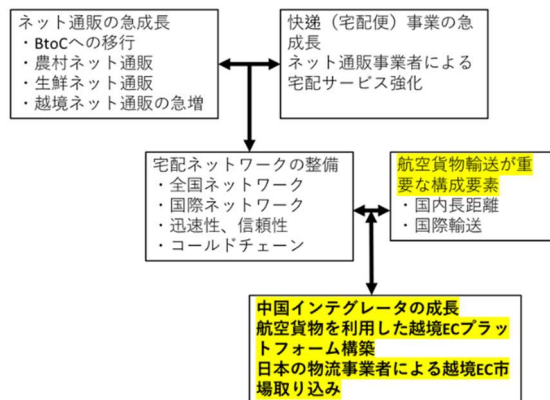 ネット通販の急成長
・BtoCへの移行
・農村ネット通販
・生鮮ネット通販
・越境ネット通販の急増
快逓（宅配便）事業の急
成長
ネット通販事業者による
宅配サービス強化
宅配ネットワークの整備
・全国ネットワーク
・国際ネットワーク
・迅速性、信頼性
・コールドチェーン
航空貨物輸送が重
要な構成要素
・国内長距離
・国際輸送
中国インテグレータの成長
航空貨物を利用した越境ECプラッ
トフォーム構築
日本の物流事業者による越境EC市
場取り込み